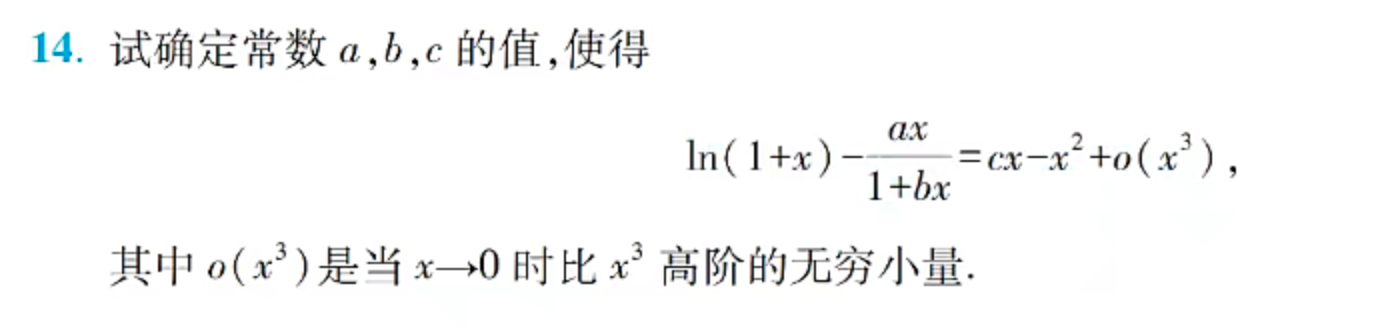 14. 试确定常数 a,b,c 的值,使得
ln(1+x)-\frac{ax}{1+bx}=cx-x^2+o(x^3),
其中 o(x^3)是当 x→0 时比 x^3 高阶的无穷小量.